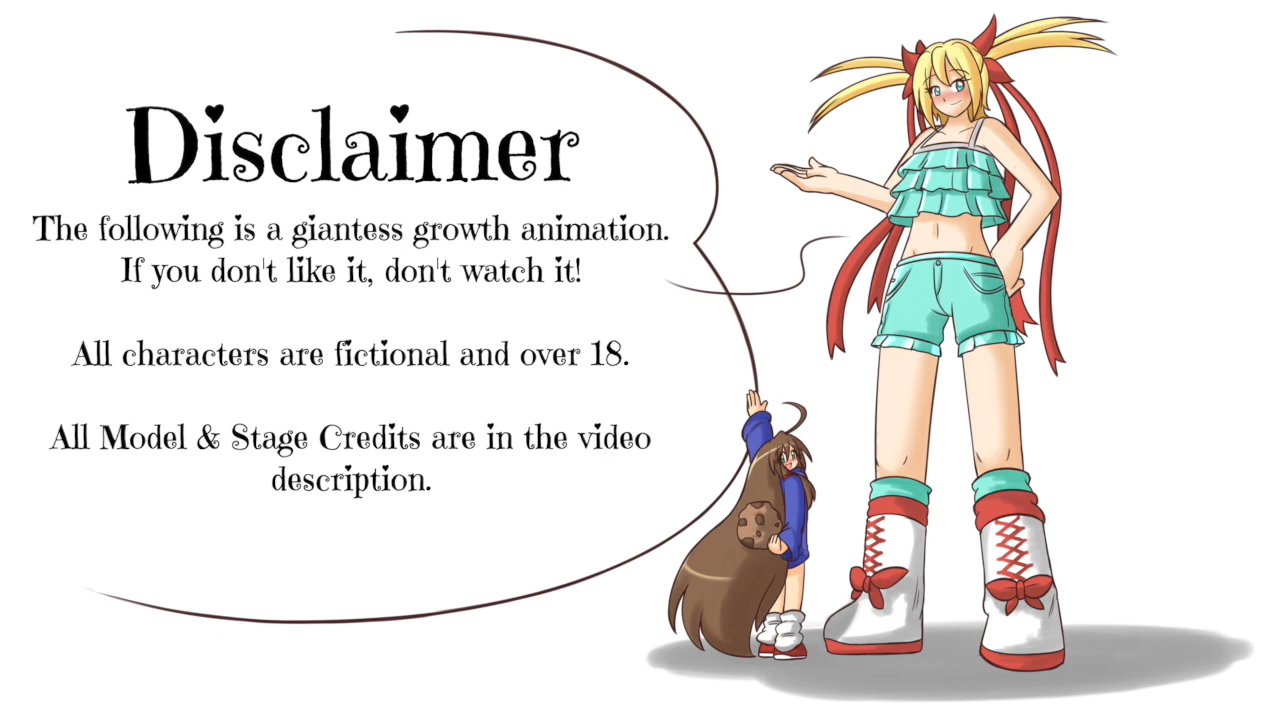 Disclaimer
The following is a giantess growth animation.
If you don't like it, don't watch it!
All characters are fictional and over 18.
All Model & Stage Credits are in the video
description.